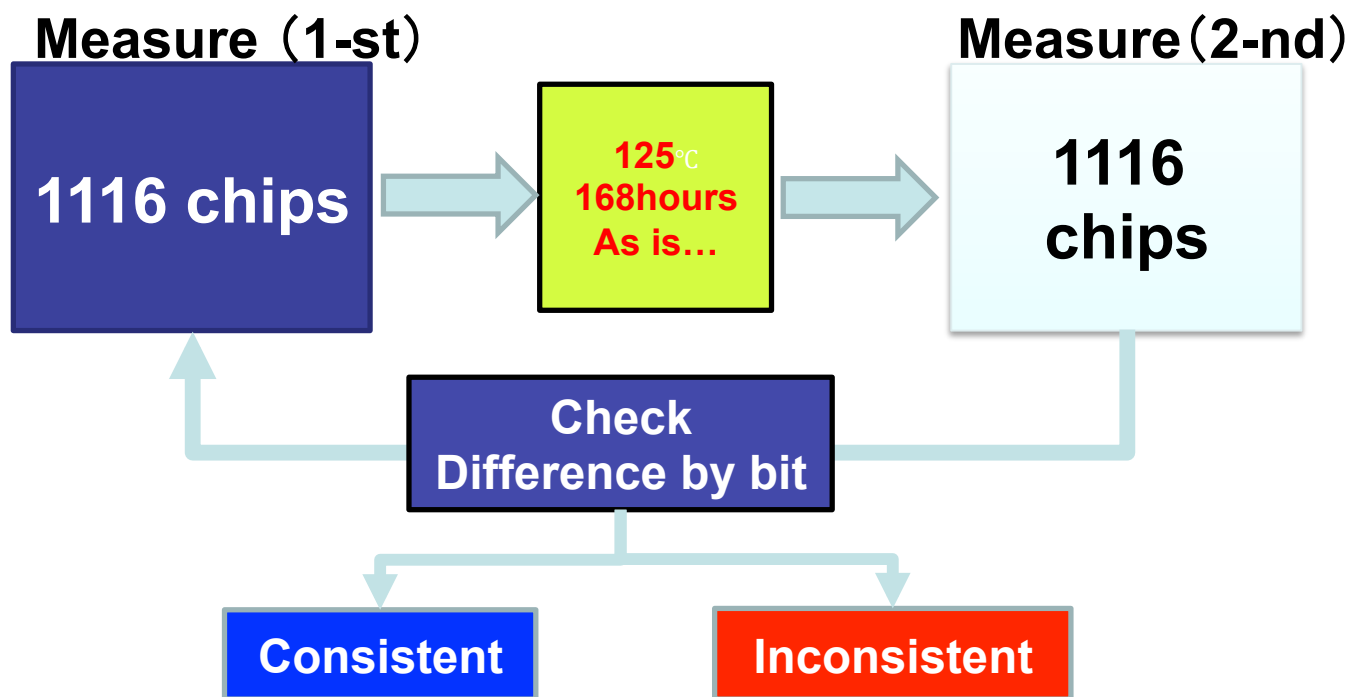 Measure（1-st）
Measure（2-nd）
1116 chips
125℃
168hours
As is…
1116
chips
Check
Difference by bit
Consistent
Inconsistent